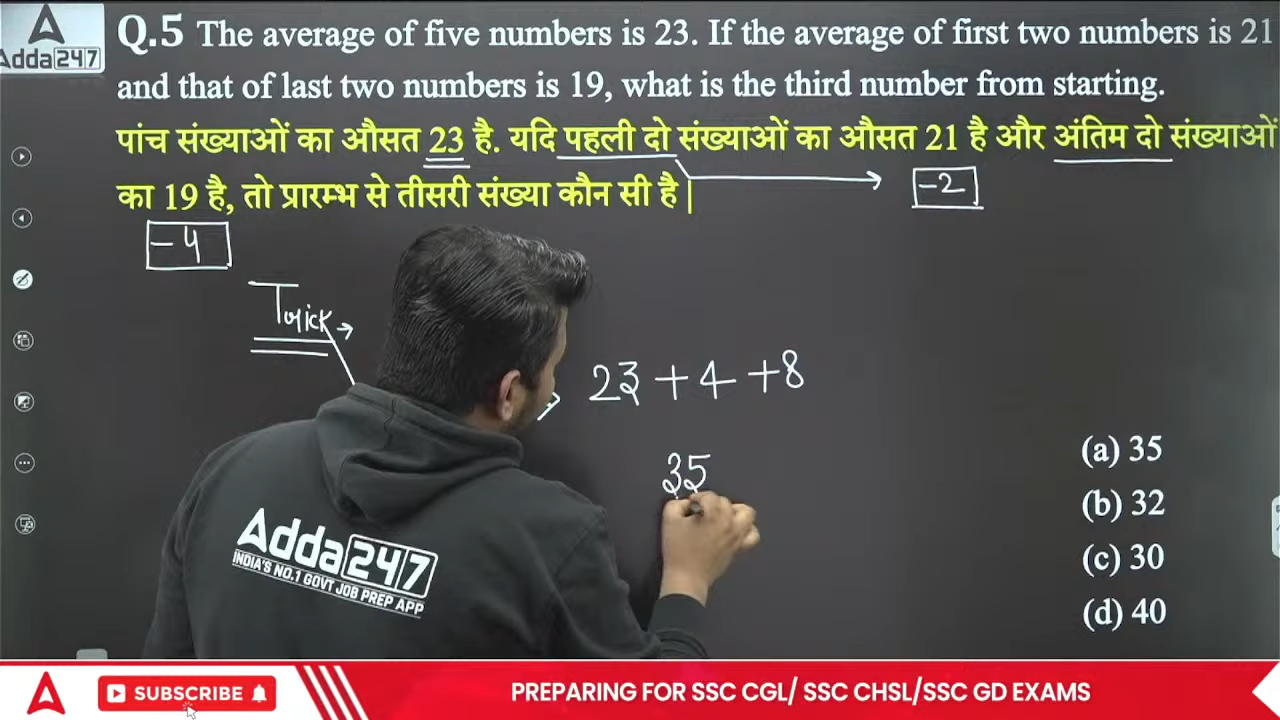 Adda247
Q.5 The average of five numbers is 23. If the average of first two numbers is 21
and that of last two numbers is 19, what is the third number from starting.
पांच संख्याओं का औसत 23 है. यदि पहली दो संख्याओं का औसत 21 है और अंतिम दो संख्याओं
का 19 है, तो प्रारम्भ से तीसरी संख्या कौन सी है|
-2
-4
Trick
23 + 4 + 8
35
(a) 35
(b) 32
(c) 30
(d) 40
Adda247
INDIA'S NO.1 GOVT JOB PREP APP
SUBSCRIBE
PREPARING FOR SSC CGL/ SSC CHSL/SSC GD EXAMS